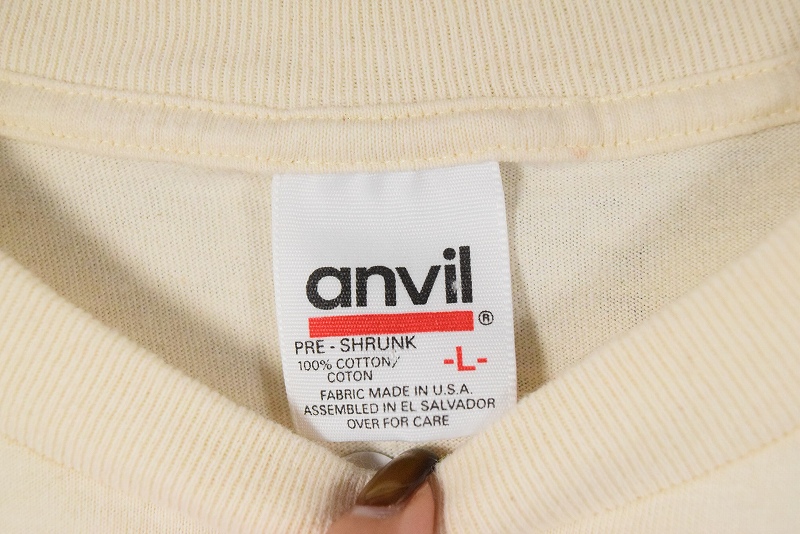 anvil
®
PRE - SHRUNK
-L-
100% COTTON/
COTON
FABRIC MADE IN U.S.A.
ASSEMBLED IN EL SALVADOR
OVER FOR CARE